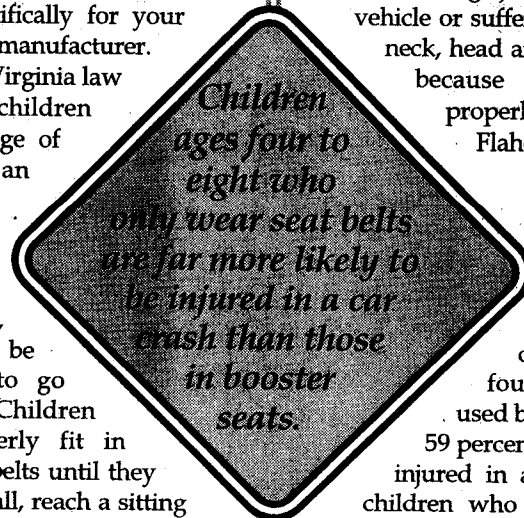 ifically for your
manufacturer.
Virginia law
children
ge of
an
be
to go
Children
erly fit in
belts until they
all, reach a sitting
Children
ages four to
eight who
only wear seat belts
are far more likely to
be injured in a car
crash than those
in booster
seats.
vehicle or suffe
neck, head a
because
properl
Flah
fou
used b
59 percen
injured in a
children who